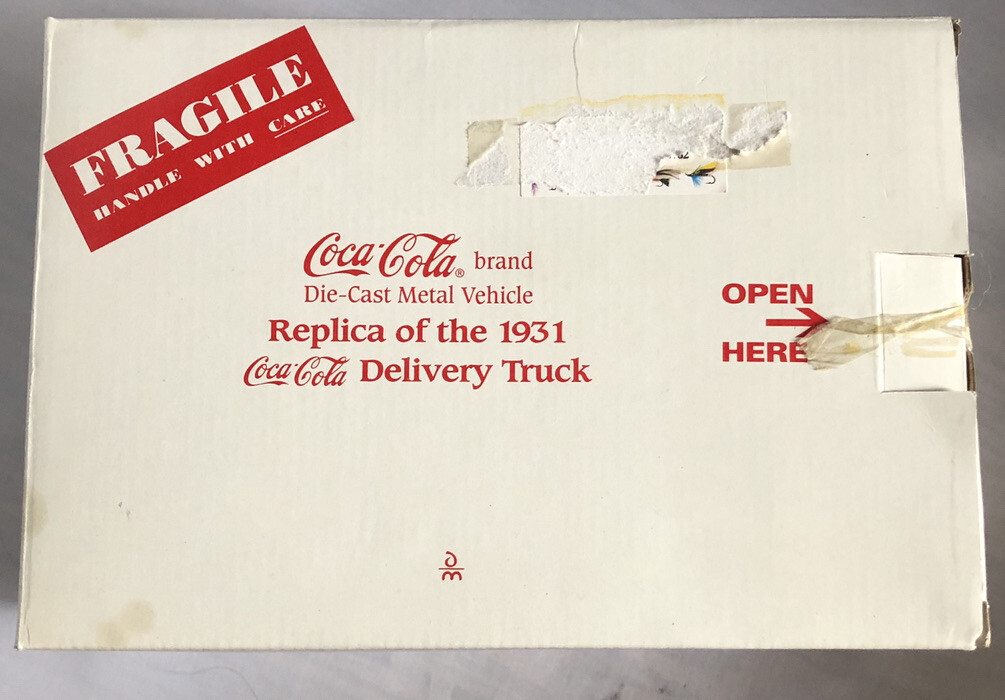 FRAGILE
HANDLE WITH CARE
Coca-Cola® brand
Die-Cast Metal Vehicle
Replica of the 1931
Coca-Cola Delivery Truck
OPEN
HERE